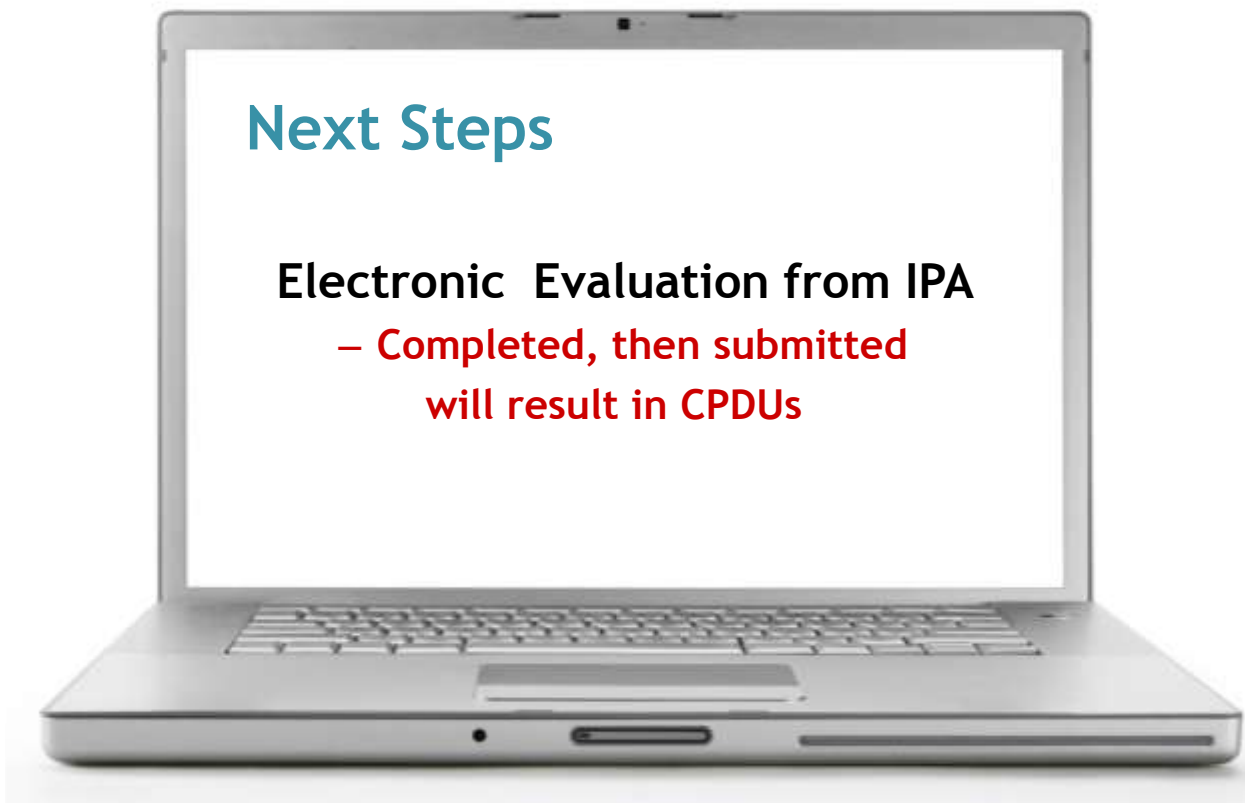 Next Steps
Electronic  Evaluation from IPA
– Completed, then submitted
will result in CPDUs